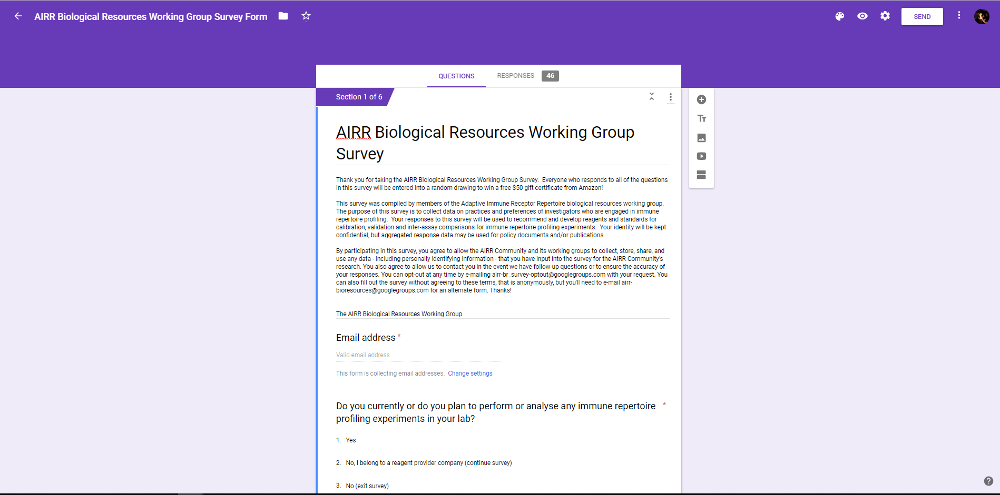 AIRR Biological Resources Working Group Survey Form
SEND
QUESTIONS
RESPONSES 46
Section 1 of 6
AIRR Biological Resources Working Group
Survey
Thank you for taking the AIRR Biological Resources Working Group Survey.  Everyone who responds to all of the questions
in this survey will be entered into a random drawing to win a free $50 gift certificate from Amazon!
This survey was compiled by members of the Adaptive Immune Receptor Repertoire biological resources working group.
The purpose of this survey is to collect data on practices and preferences of investigators who are engaged in immune
repertoire profiling.  Your responses to this survey will be used to recommend and develop reagents and standards for
calibration, validation and inter-assay comparisons for immune repertoire profiling experiments.  Your identity will be kept
confidential, but aggregated response data may be used for policy documents and/or publications.
By participating in this survey, you agree to allow the AIRR Community and its working groups to collect, store, share, and
use any data - including personally identifying information - that you have input into the survey for the AIRR Community's
research. You also agree to allow us to contact you in the event we have follow-up questions or to ensure the accuracy of
your responses. You can opt-out at any time by e-mailing airr-br_survey-optout@googlegroups.com with your request. You
can also fill out the survey without agreeing to these terms, that is anonymously, but you'll need to e-mail airr-
bioresources@googlegroups.com for an alternate form. Thanks!
The AIRR Biological Resources Working Group
Email address *
Valid email address
This form is collecting email addresses. Change settings
Do you currently or do you plan to perform or analyse any immune repertoire *
profiling experiments in your lab?
1. Yes
2. No, I belong to a reagent provider company (continue survey)
3. No (exit survey)